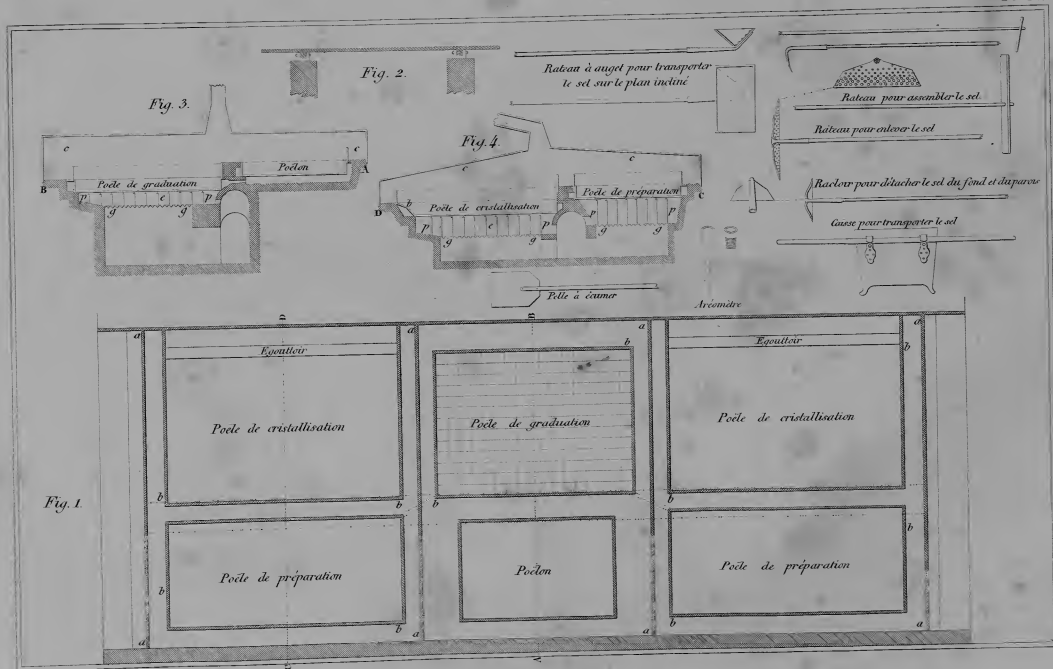 Fig. 2.
Rateau à auget pour transporter
le sel sur le plan incliné
Rateau pour assembler le sel
Rateau pour enlever le sel
Racloir pour détacher le sel du fond et du parois
Caisse pour transporter le sel
Fig. 3.
c
c
Poëlon
A
B
Poële de graduation
p
e
p
g
g
Fig. 4.
c
c
D
b
Poële de cristallisation
Poële de préparation
C
p
e
p
p
p
g
g
g
g
Pelle à écumer
Aréomètre
Fig. 1.
D
B
a
a
a
a
Egouttoir
b
Egouttoir
b
Poële de cristallisation
Poële de graduation
Poële de cristallisation
b
b
b
b
b
Poële de préparation
Poëlon
Poële de préparation
b
b
b
a
a
a
a
A